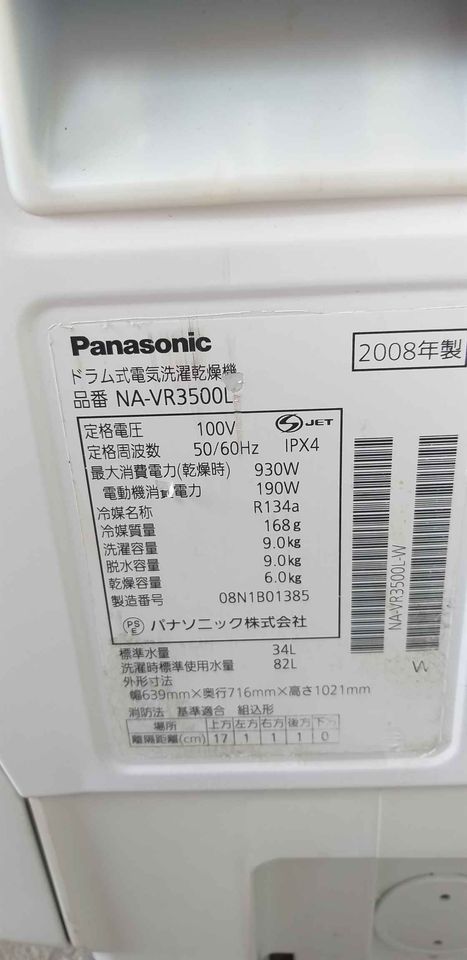 Panasonic
2008年製
ドラム式電気洗濯乾燥機
品番 NA-VR3500L
定格電圧 100V S JET
定格周波数 50/60Hz IPX4
最大消費電力(乾燥時) 930W
電動機消費電力 190W
冷媒名称 R134a
冷媒質量 168g
洗濯容量 9.0kg
脱水容量 9.0kg
乾燥容量 6.0kg
製造番号 08N1B01385
PSE パナソニック株式会社
標準水量 34L
洗濯時標準使用水量 82L
外形寸法
幅639mm×奥行716mm×高さ1021mm
消防法 基準適合 組込形
場所 上方 左方 右方 後方 下方
離隔距離(cm) 17 1 1 1 0
NA-VR3500L-W
W